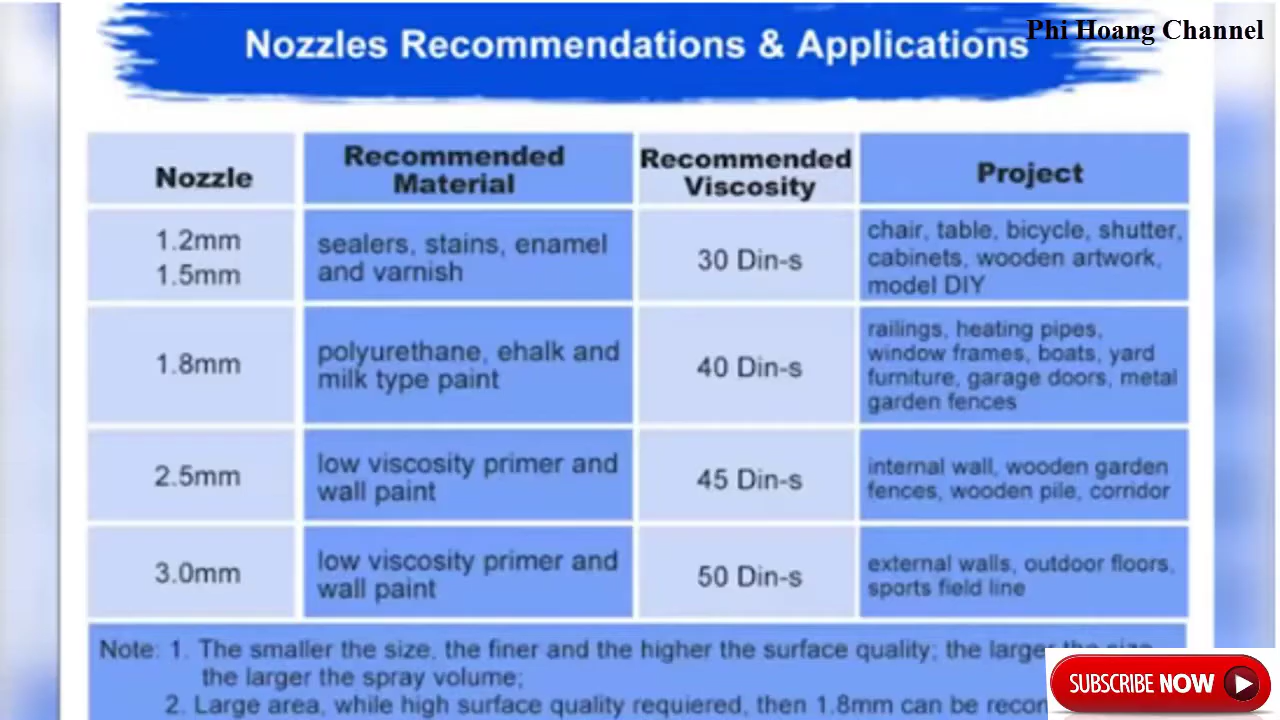 Phi Hoang Channel
Nozzles Recommendations & Applications
Nozzle
Recommended
Material
Recommended
Viscosity
Project
1.2mm
1.5mm
sealers, stains, enamel
and varnish
30 Din-s
chair, table, bicycle, shutter,
cabinets, wooden artwork,
model DIY
1.8mm
polyurethane, ehalk and
milk type paint
40 Din-s
railings, heating pipes,
window frames, boats, yard
furniture, garage doors, metal
garden fences
2.5mm
low viscosity primer and
wall paint
45 Din-s
internal wall, wooden garden
fences, wooden pile, corridor
3.0mm
low viscosity primer and
wall paint
50 Din-s
external walls, outdoor floors,
sports field line
Note: 1. The smaller the size, the finer and the higher the surface quality; the larger the size,
the larger the spray volume;
2. Large area, while high surface quality requiered, then 1.8mm can be
SUBSCRIBE NOW